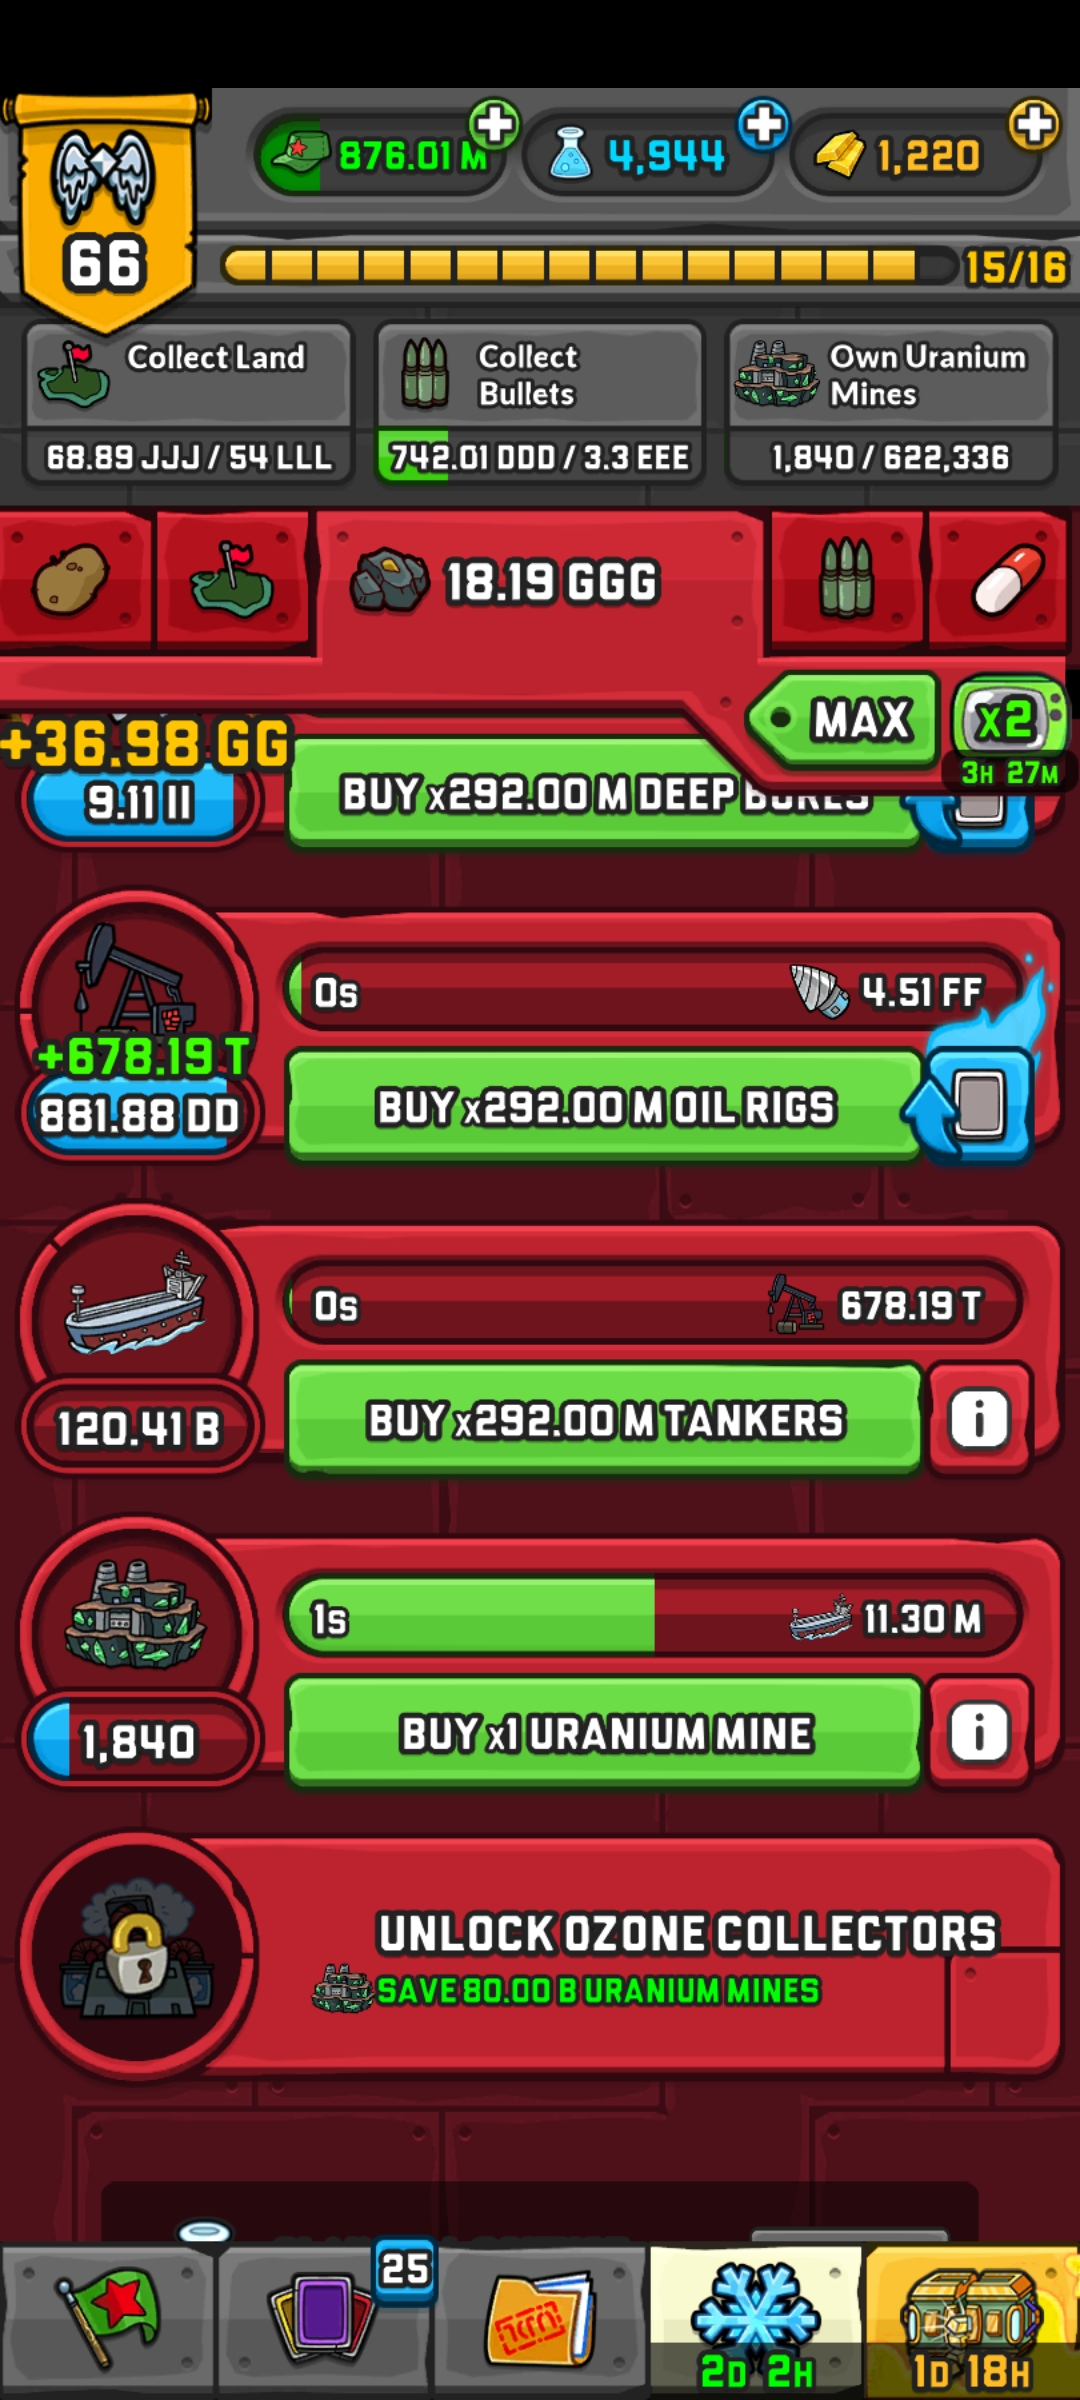 66
876.01 M
4,944
1,220
15/16
Collect Land
68.89 JJJ / 54 LLL
Collect
Bullets
742.01 DDD / 3.3 EEE
Own Uranium
Mines
1,840 / 622,336
18.19 GGG
MAX
x2
3H 27M
+36.98 GG
9.11 II
BUY x292.00 M DEEP BORES
0s
4.51 FF
+678.19 T
881.88 DD
BUY x292.00 M OIL RIGS
0s
678.19 T
120.41 B
BUY x292.00 M TANKERS
i
1s
11.30 M
1,840
BUY x1 URANIUM MINE
i
UNLOCK OZONE COLLECTORS
SAVE 80.00 B URANIUM MINES
25
2D 2H
1D 18H